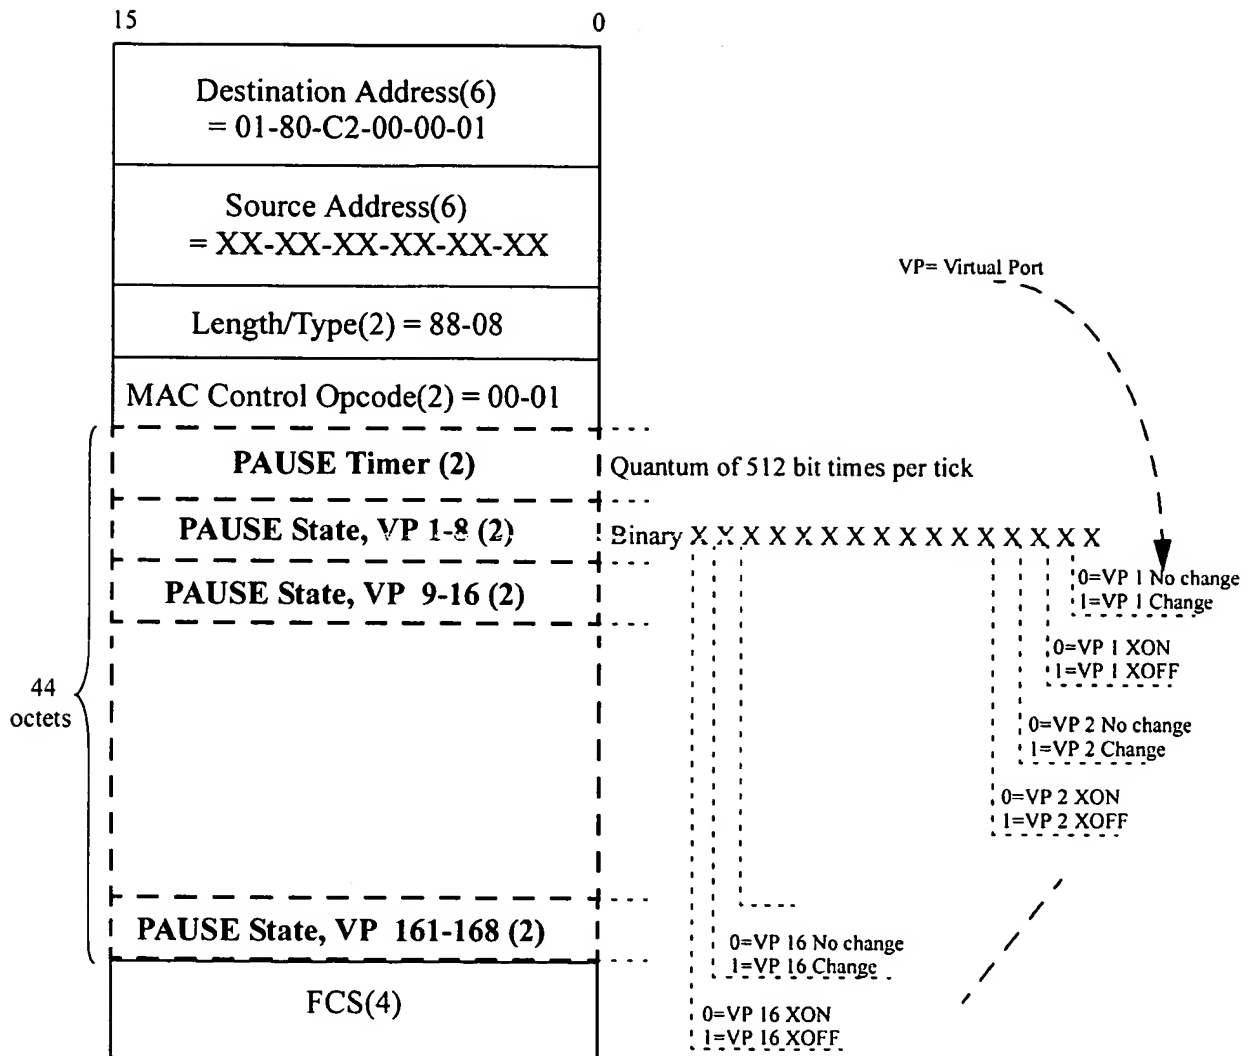 15 0
Destination Address(6)
= 01-80-C2-00-00-01
Source Address(6)
= XX-XX-XX-XX-XX-XX
VP= Virtual Port
Length/Type(2) = 88-08
MAC Control Opcode(2) = 00-01
PAUSE Timer (2)
Quantum of 512 bit times per tick
PAUSE State, VP 1-8 (2)
Binary X X X X X X X X X X X X X X X X
PAUSE State, VP 9-16 (2)
0=VP 1 No change
1=VP 1 Change
0=VP 1 XON
1=VP 1 XOFF
44
octets
0=VP 2 No change
1=VP 2 Change
0=VP 2 XON
1=VP 2 XOFF
PAUSE State, VP 161-168 (2)
0=VP 16 No change
1=VP 16 Change
FCS(4)
0=VP 16 XON
1=VP 16 XOFF